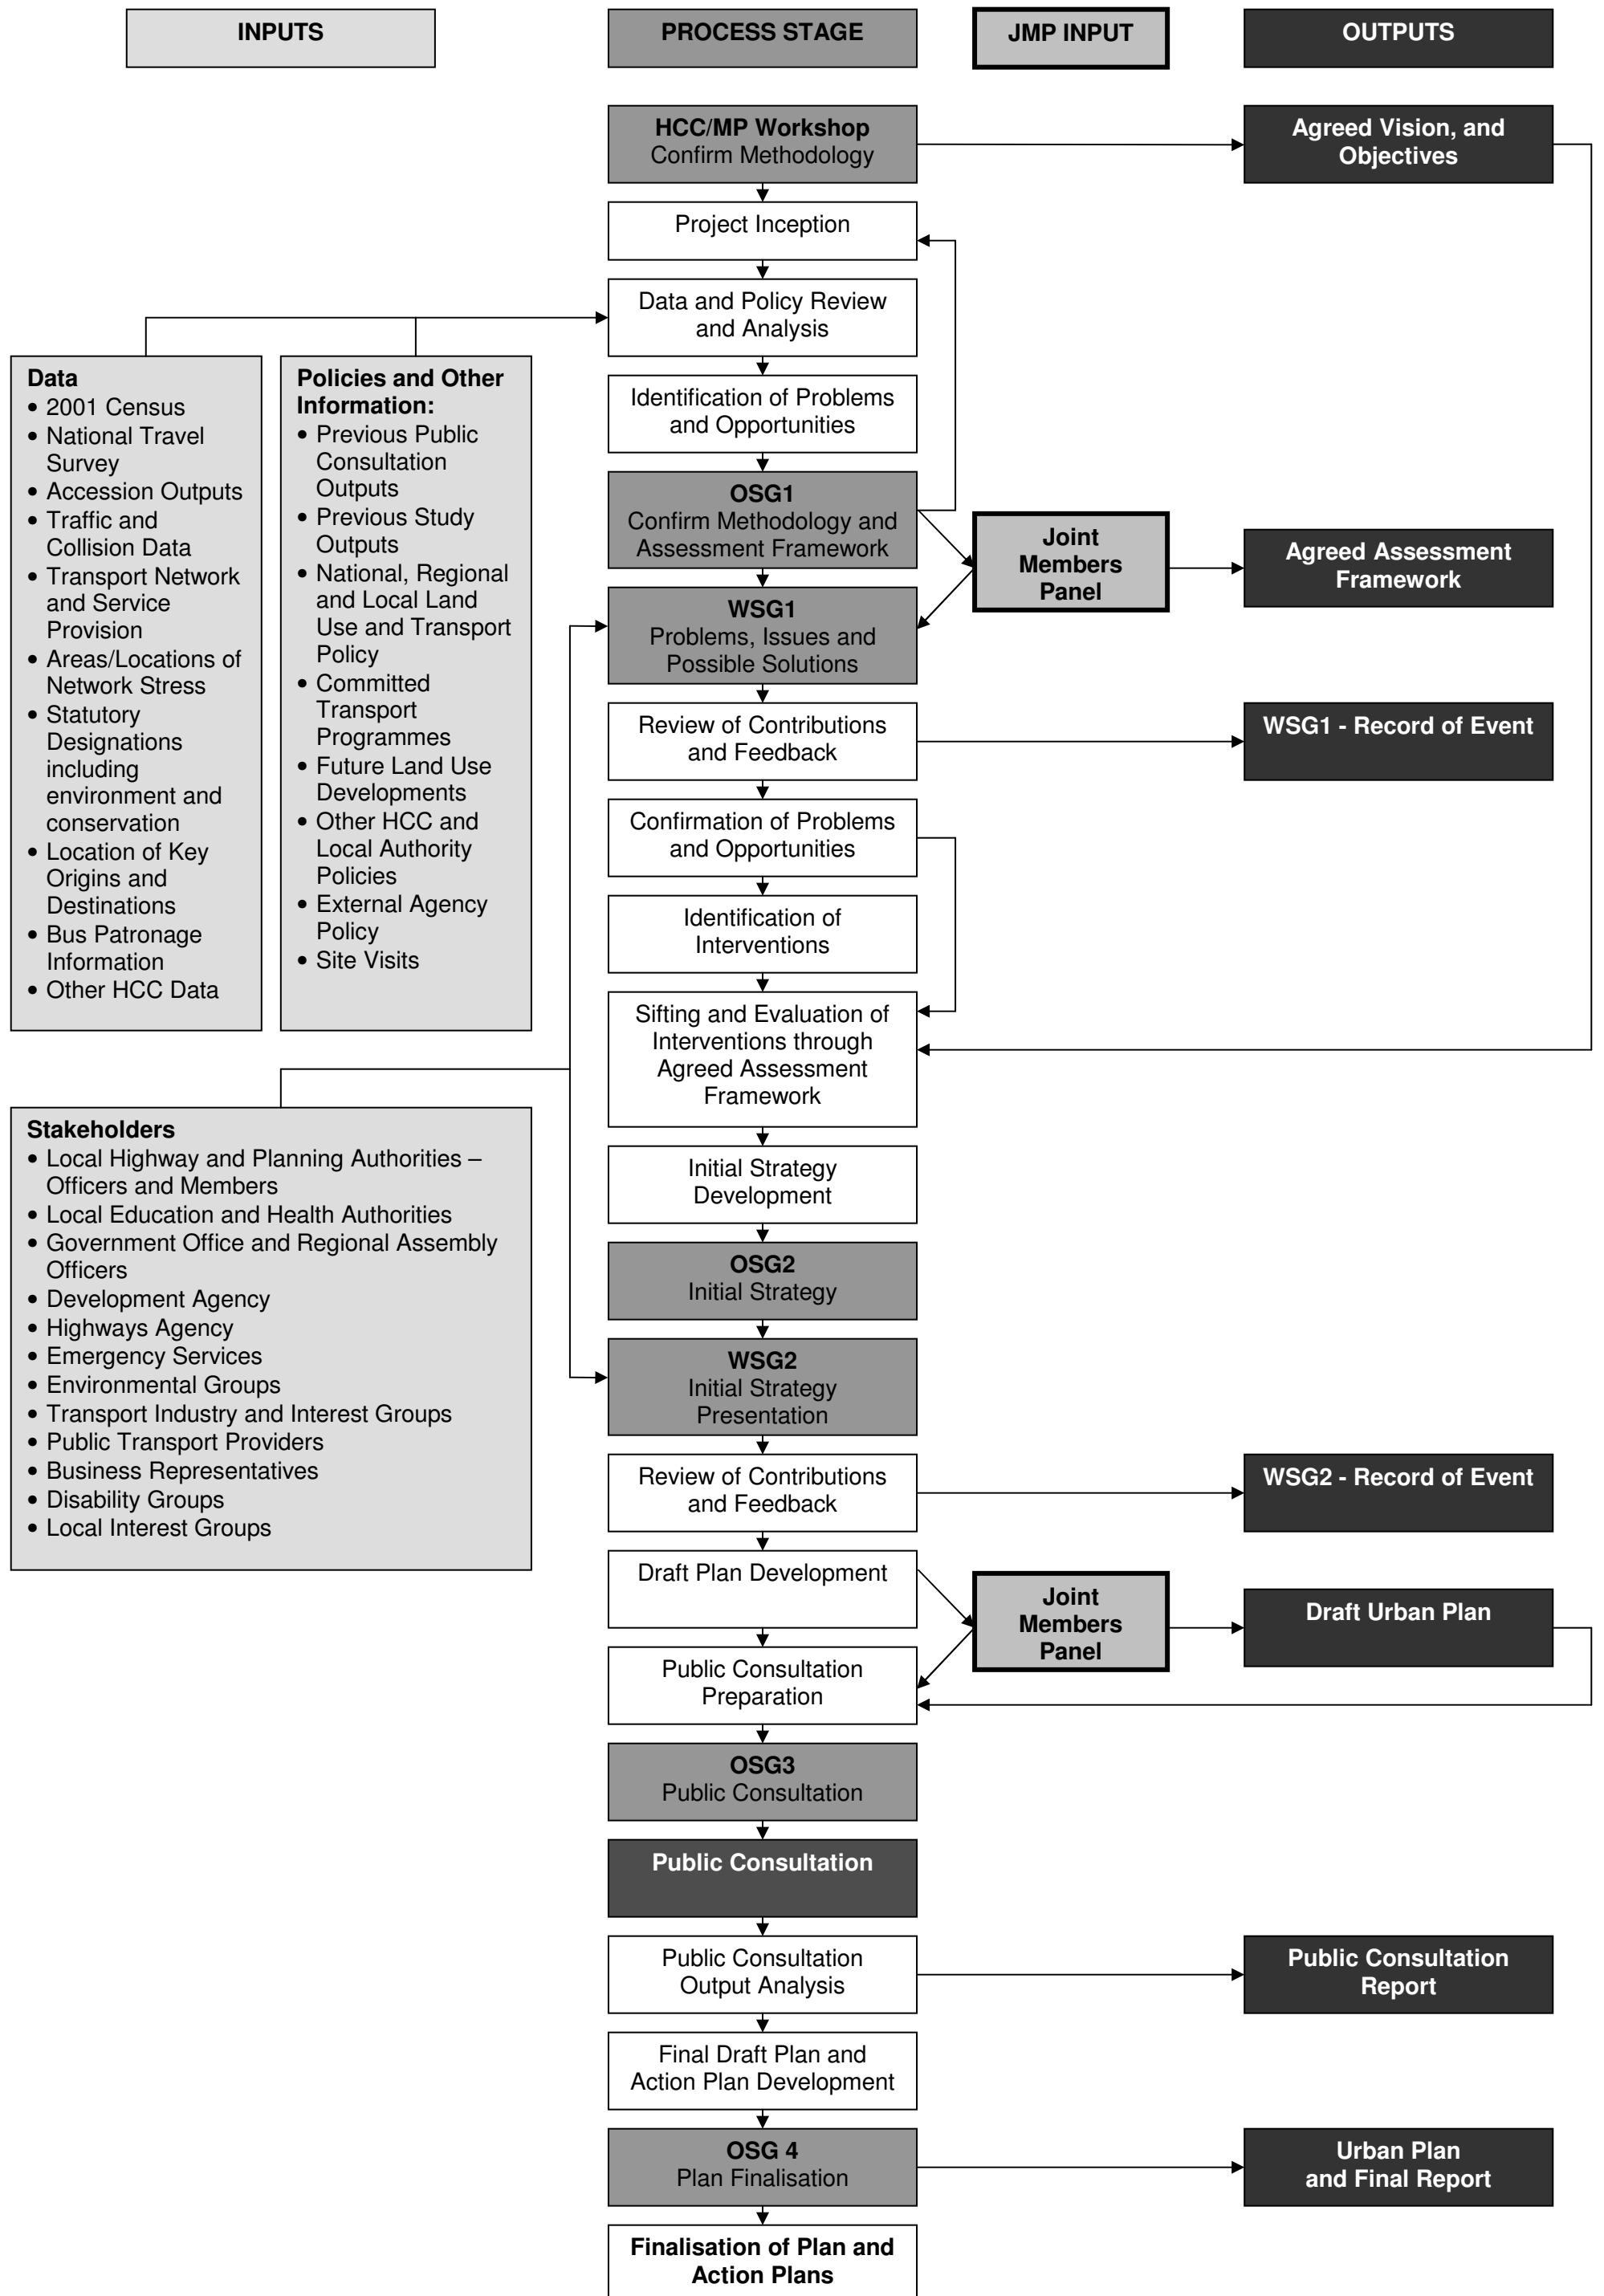 INPUTS
PROCESS STAGE
JMP INPUT
OUTPUTS
HCC/MP Workshop
Confirm Methodology
Agreed Vision, and
Objectives
Project Inception
Data and Policy Review
and Analysis
Data
• 2001 Census
• National Travel
Survey
• Accession Outputs
• Traffic and
Collision Data
• Transport Network
and Service
Provision
• Areas/Locations of
Network Stress
• Statutory
Designations
including
environment and
conservation
• Location of Key
Origins and
Destinations
• Bus Patronage
Information
• Other HCC Data
Policies and Other
Information:
• Previous Public
Consultation
Outputs
• Previous Study
Outputs
• National, Regional
and Local Land
Use and Transport
Policy
• Committed
Transport
Programmes
• Future Land Use
Developments
• Other HCC and
Local Authority
Policies
• External Agency
Policy
• Site Visits
Identification of Problems
and Opportunities
OSG1
Confirm Methodology and
Assessment Framework
Joint
Members
Panel
Agreed Assessment
Framework
WSG1
Problems, Issues and
Possible Solutions
Review of Contributions
and Feedback
WSG1 - Record of Event
Confirmation of Problems
and Opportunities
Identification of
Interventions
Sifting and Evaluation of
Interventions through
Agreed Assessment
Framework
Stakeholders
• Local Highway and Planning Authorities –
Officers and Members
• Local Education and Health Authorities
• Government Office and Regional Assembly
Officers
• Development Agency
• Highways Agency
• Emergency Services
• Environmental Groups
• Transport Industry and Interest Groups
• Public Transport Providers
• Business Representatives
• Disability Groups
• Local Interest Groups
Initial Strategy
Development
OSG2
Initial Strategy
WSG2
Initial Strategy
Presentation
Review of Contributions
and Feedback
WSG2 - Record of Event
Draft Plan Development
Joint
Members
Panel
Draft Urban Plan
Public Consultation
Preparation
OSG3
Public Consultation
Public Consultation
Public Consultation
Output Analysis
Public Consultation
Report
Final Draft Plan and
Action Plan Development
OSG 4
Plan Finalisation
Urban Plan
and Final Report
Finalisation of Plan and
Action Plans